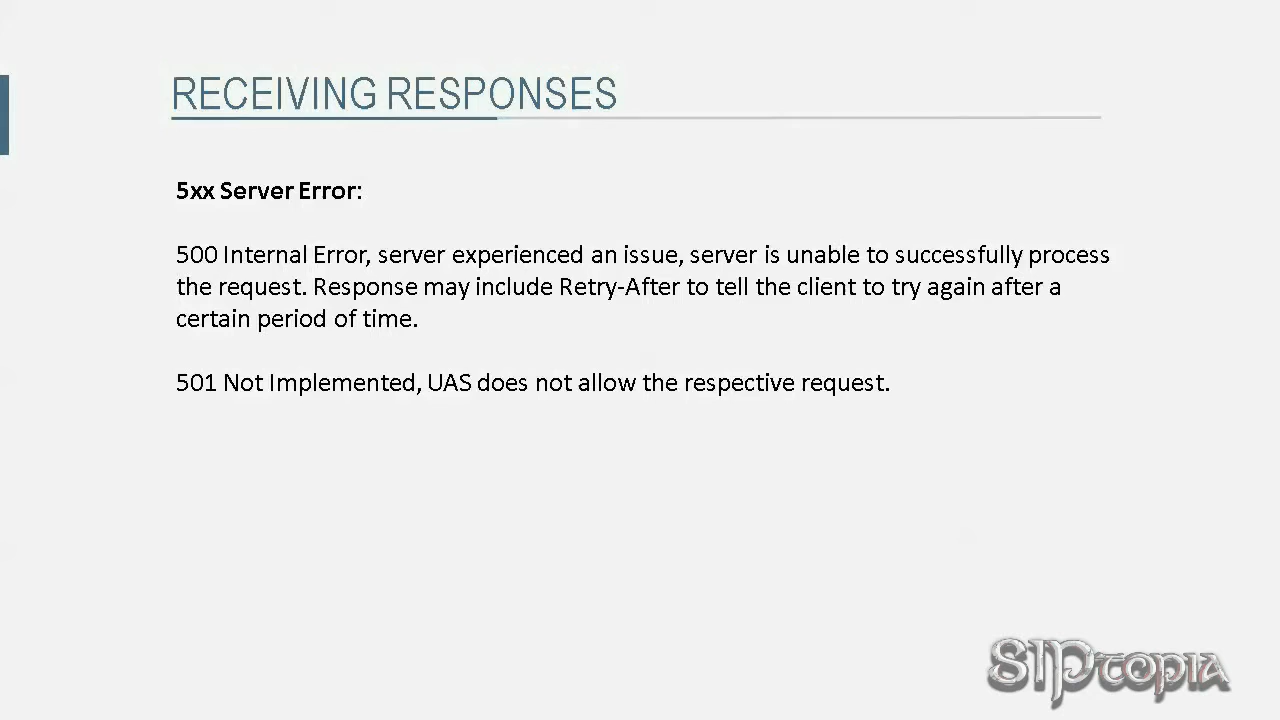 RECEIVING RESPONSES
5xx Server Error:
500 Internal Error, server experienced an issue, server is unable to successfully process
the request. Response may include Retry-After to tell the client to try again after a
certain period of time.
501 Not Implemented, UAS does not allow the respective request.
SIPtopia